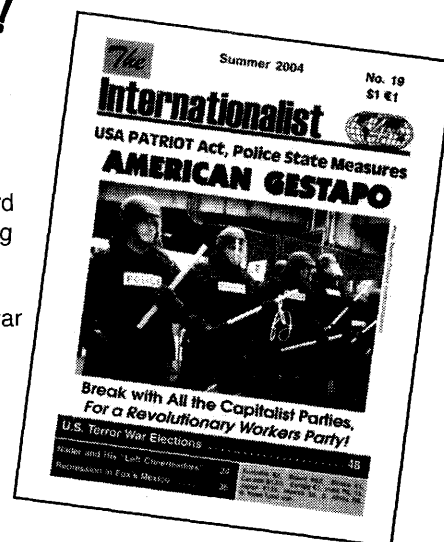 !
rd
g
ar
The
Summer 2004
No. 19
$1 €1
Internationalist
USA PATRIOT Act, Police State Measures
AMERICAN GESTAPO
POLICE
Break with All the Capitalist Parties,
For a Revolutionary Workers Party!
U.S. Terror War Elections 48
Nader and His "Left" Cheerleaders
Repression in Fox's Mexico